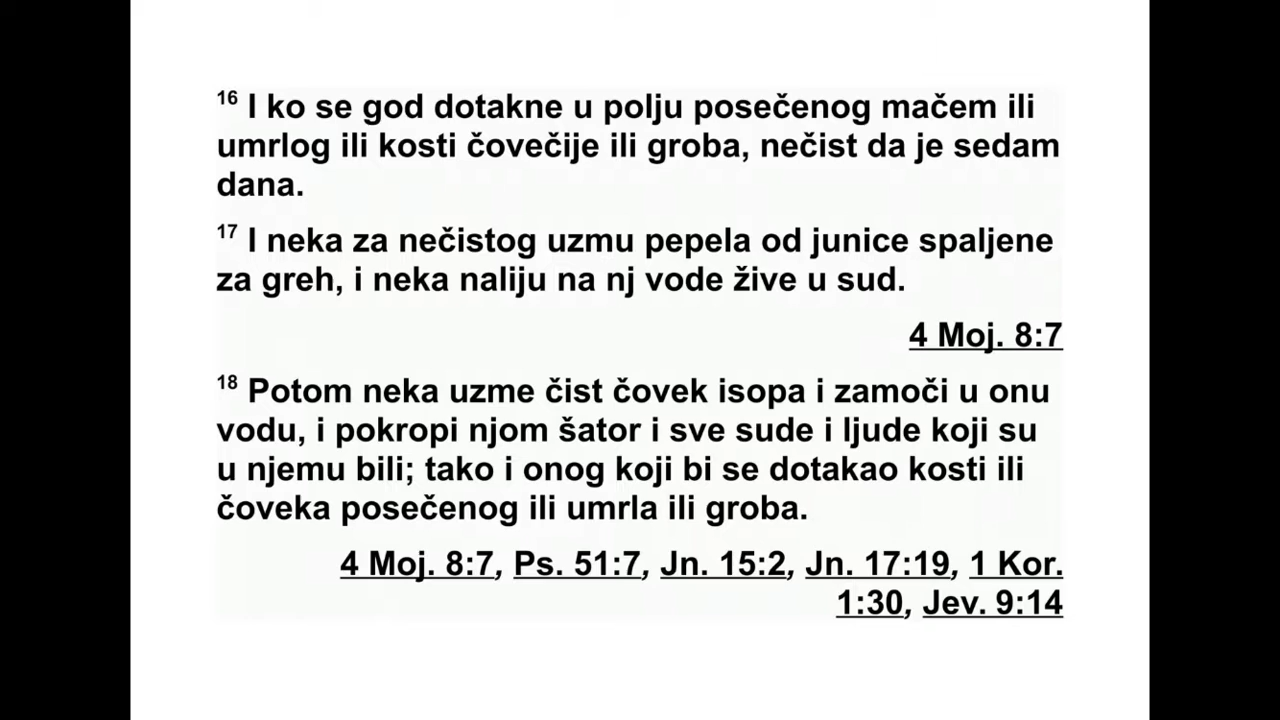 16 I ko se god dotakne u polju posečenog mačem ili
umrlog ili kosti čovečije ili groba, nečist da je sedam
dana.
17 I neka za nečistog uzmu pepela od junice spaljene
za greh, i neka naliju na nj vode žive u sud.
4 Moj. 8:7
18 Potom neka uzme čist čovek isopa i zamoči u onu
vodu, i pokropi njom šator i sve sude i ljude koji su
u njemu bili; tako i onog koji bi se dotakao kosti ili
čoveka posečenog ili umrla ili groba.
4 Moj. 8:7, Ps. 51:7, Jn. 15:2, Jn. 17:19, 1 Kor.
1:30, Jev. 9:14